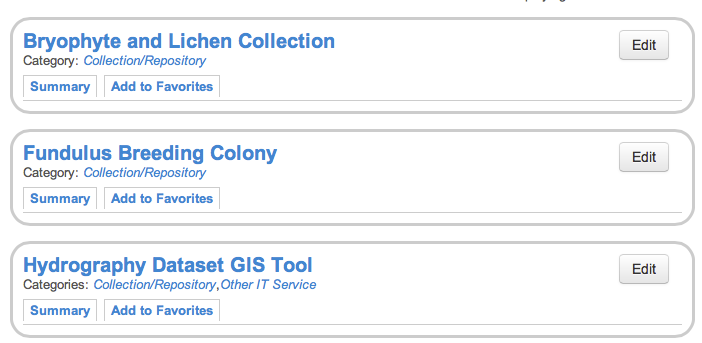 Bryophyte and Lichen Collection
Edit
Category: Collection/Repository
Summary Add to Favorites
Fundulus Breeding Colony
Edit
Category: Collection/Repository
Summary Add to Favorites
Hydrography Dataset GIS Tool
Edit
Categories: Collection/Repository,Other IT Service
Summary Add to Favorites